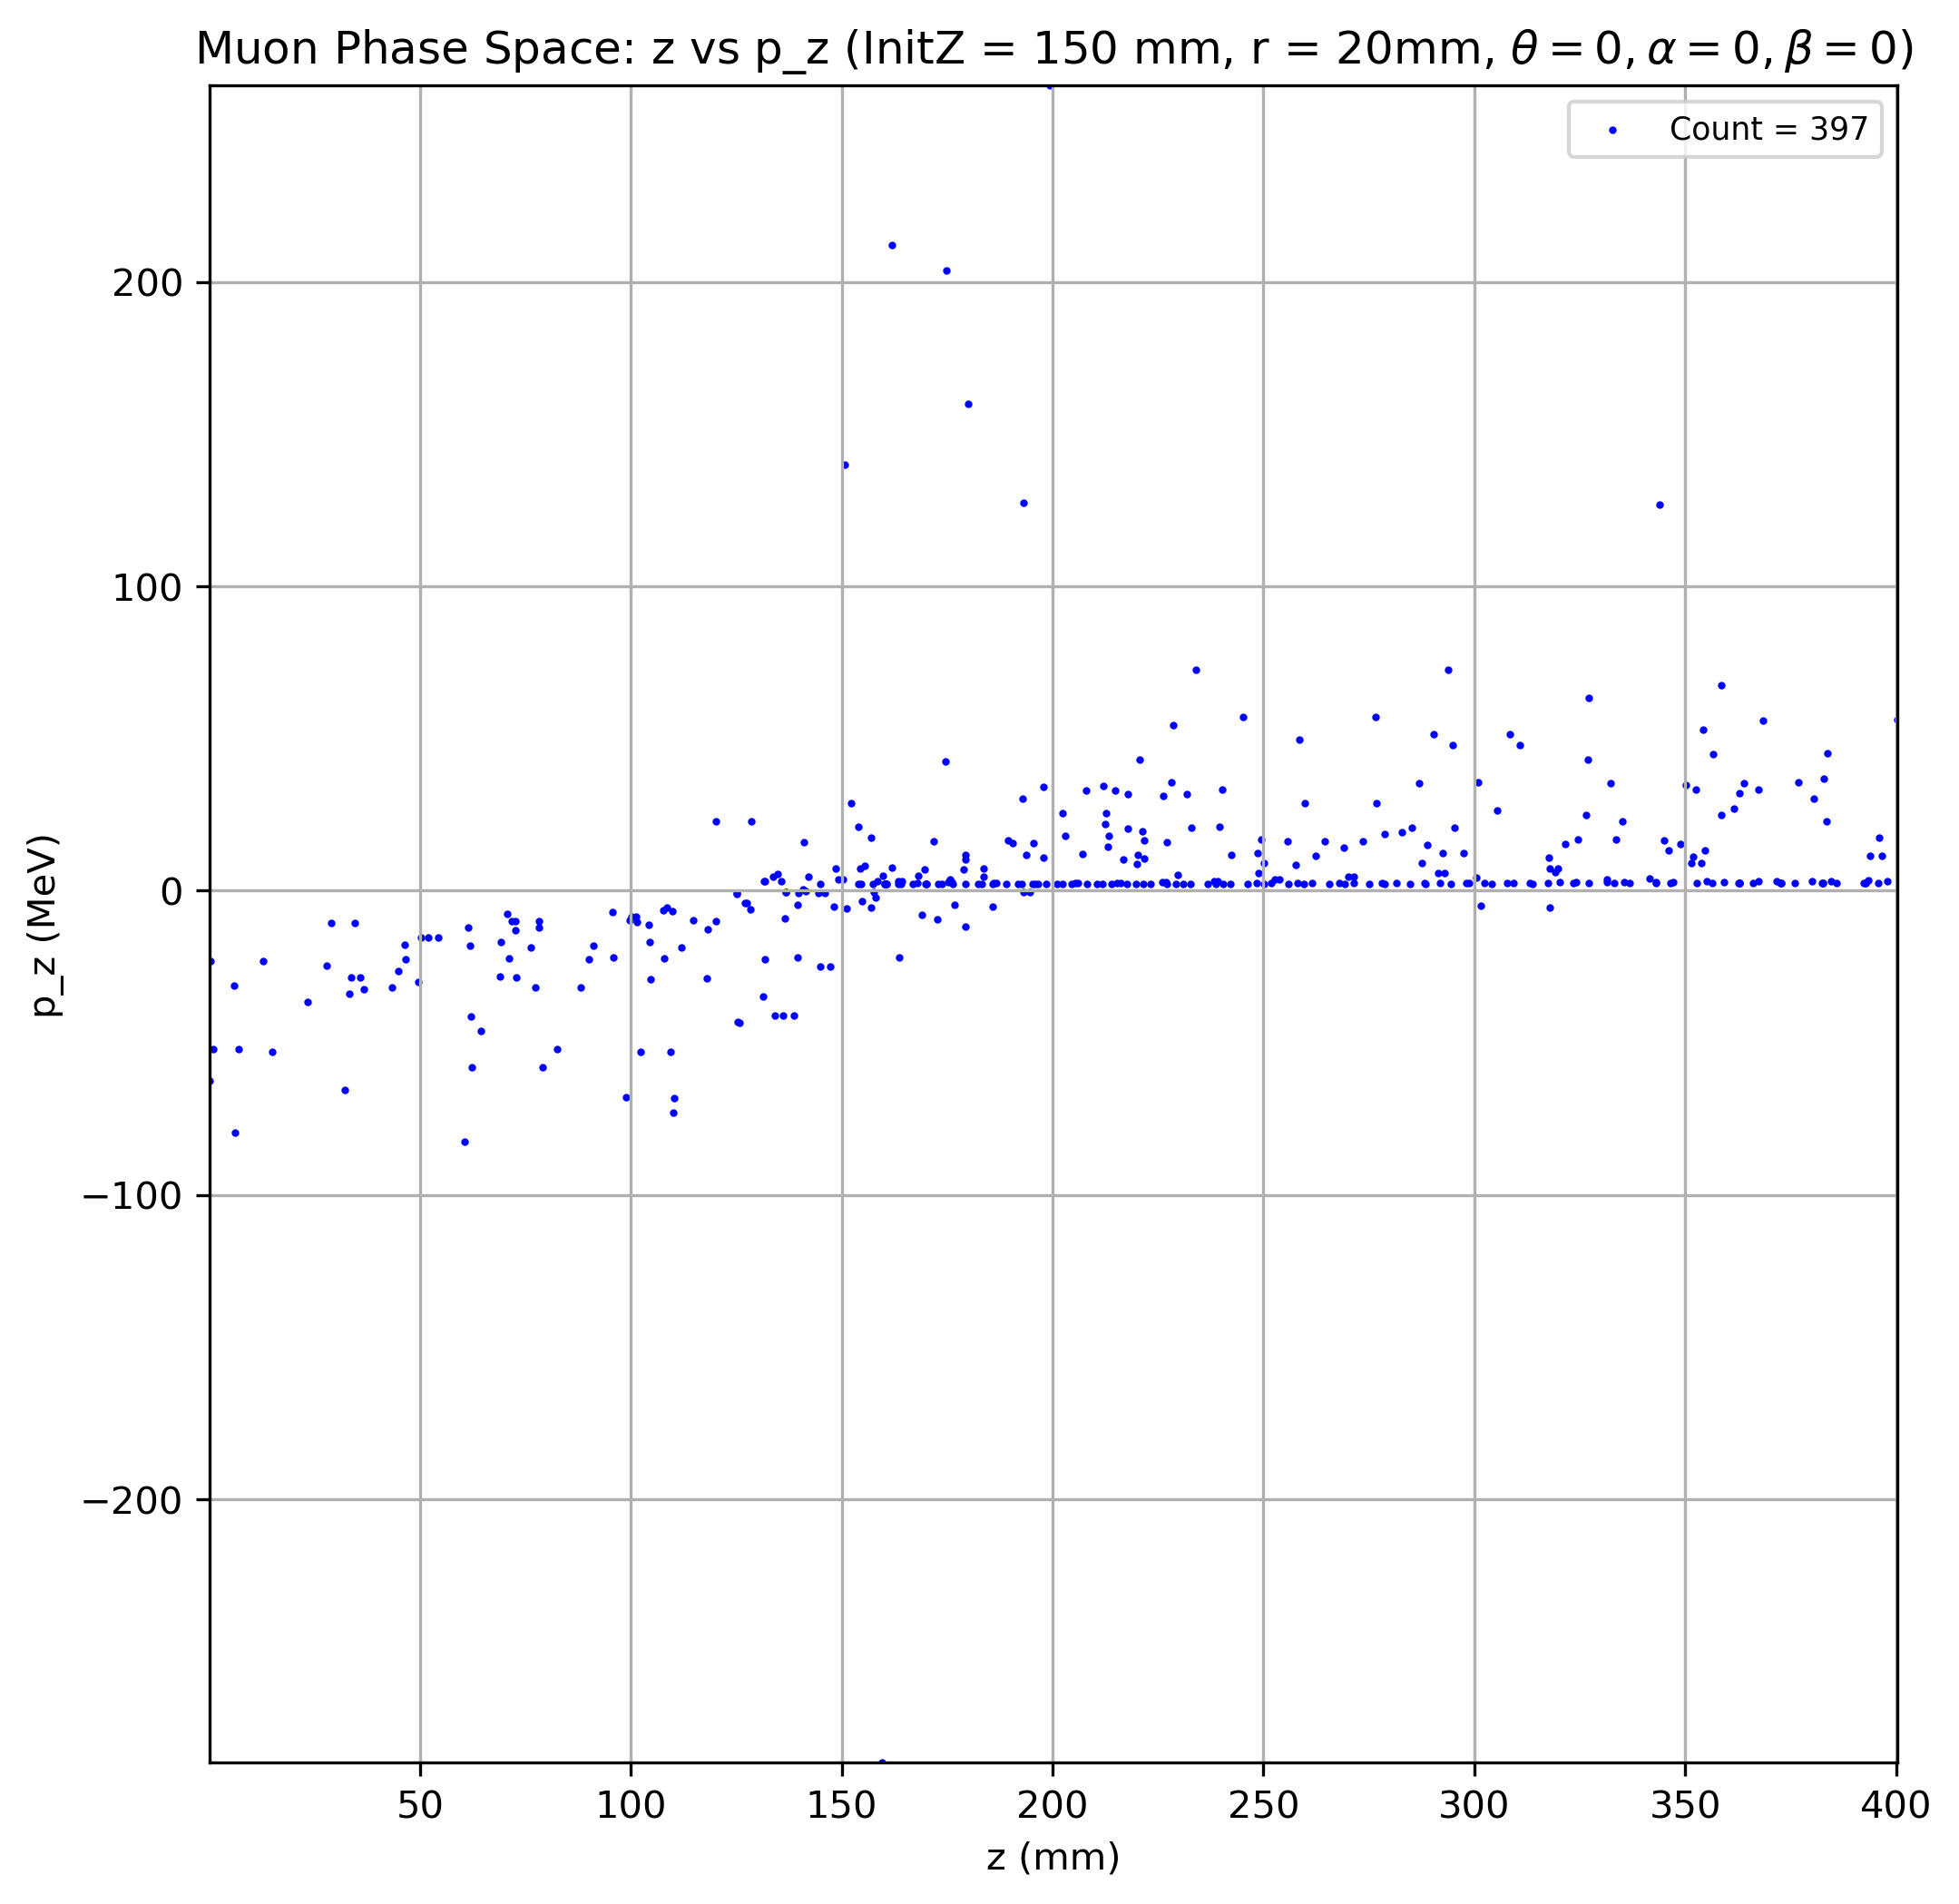 Muon Phase Space: z vs p_z (InitZ = 150 mm, r = 20mm, θ = 0, α = 0, β = 0)
Count = 397
200
100
0
−100
−200
p_z (MeV)
50 100 150 200 250 300 350 400
z (mm)